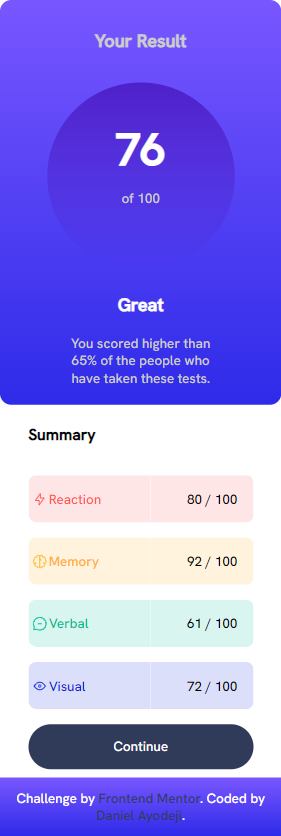 Your Result
76
of 100
Great
You scored higher than
65% of the people who
have taken these tests.
Summary
Reaction 80 / 100
Memory 92 / 100
Verbal 61 / 100
Visual 72 / 100
Continue
Challenge by Frontend Mentor. Coded by
Daniel Ayodeji.